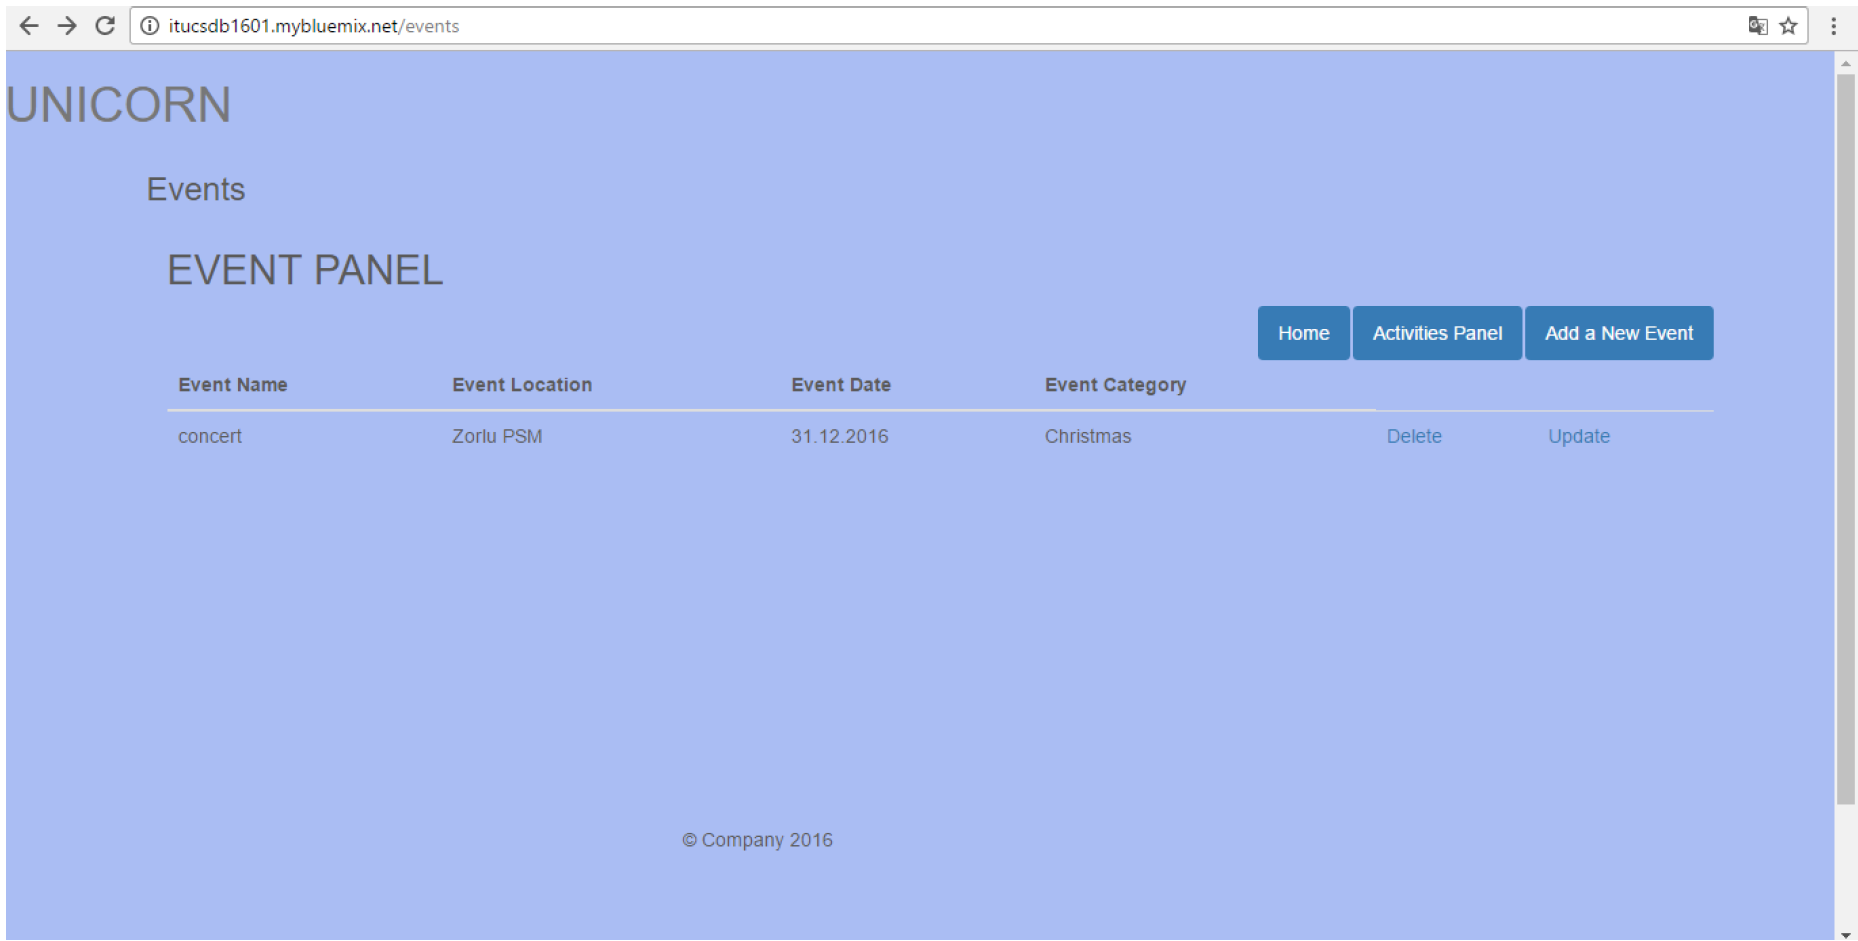 itucsdb1601.mybluemix.net/events
UNICORN
Events
EVENT PANEL
Home Activities Panel Add a New Event
Event Name Event Location Event Date Event Category
concert Zorlu PSM 31.12.2016 Christmas Delete Update
© Company 2016